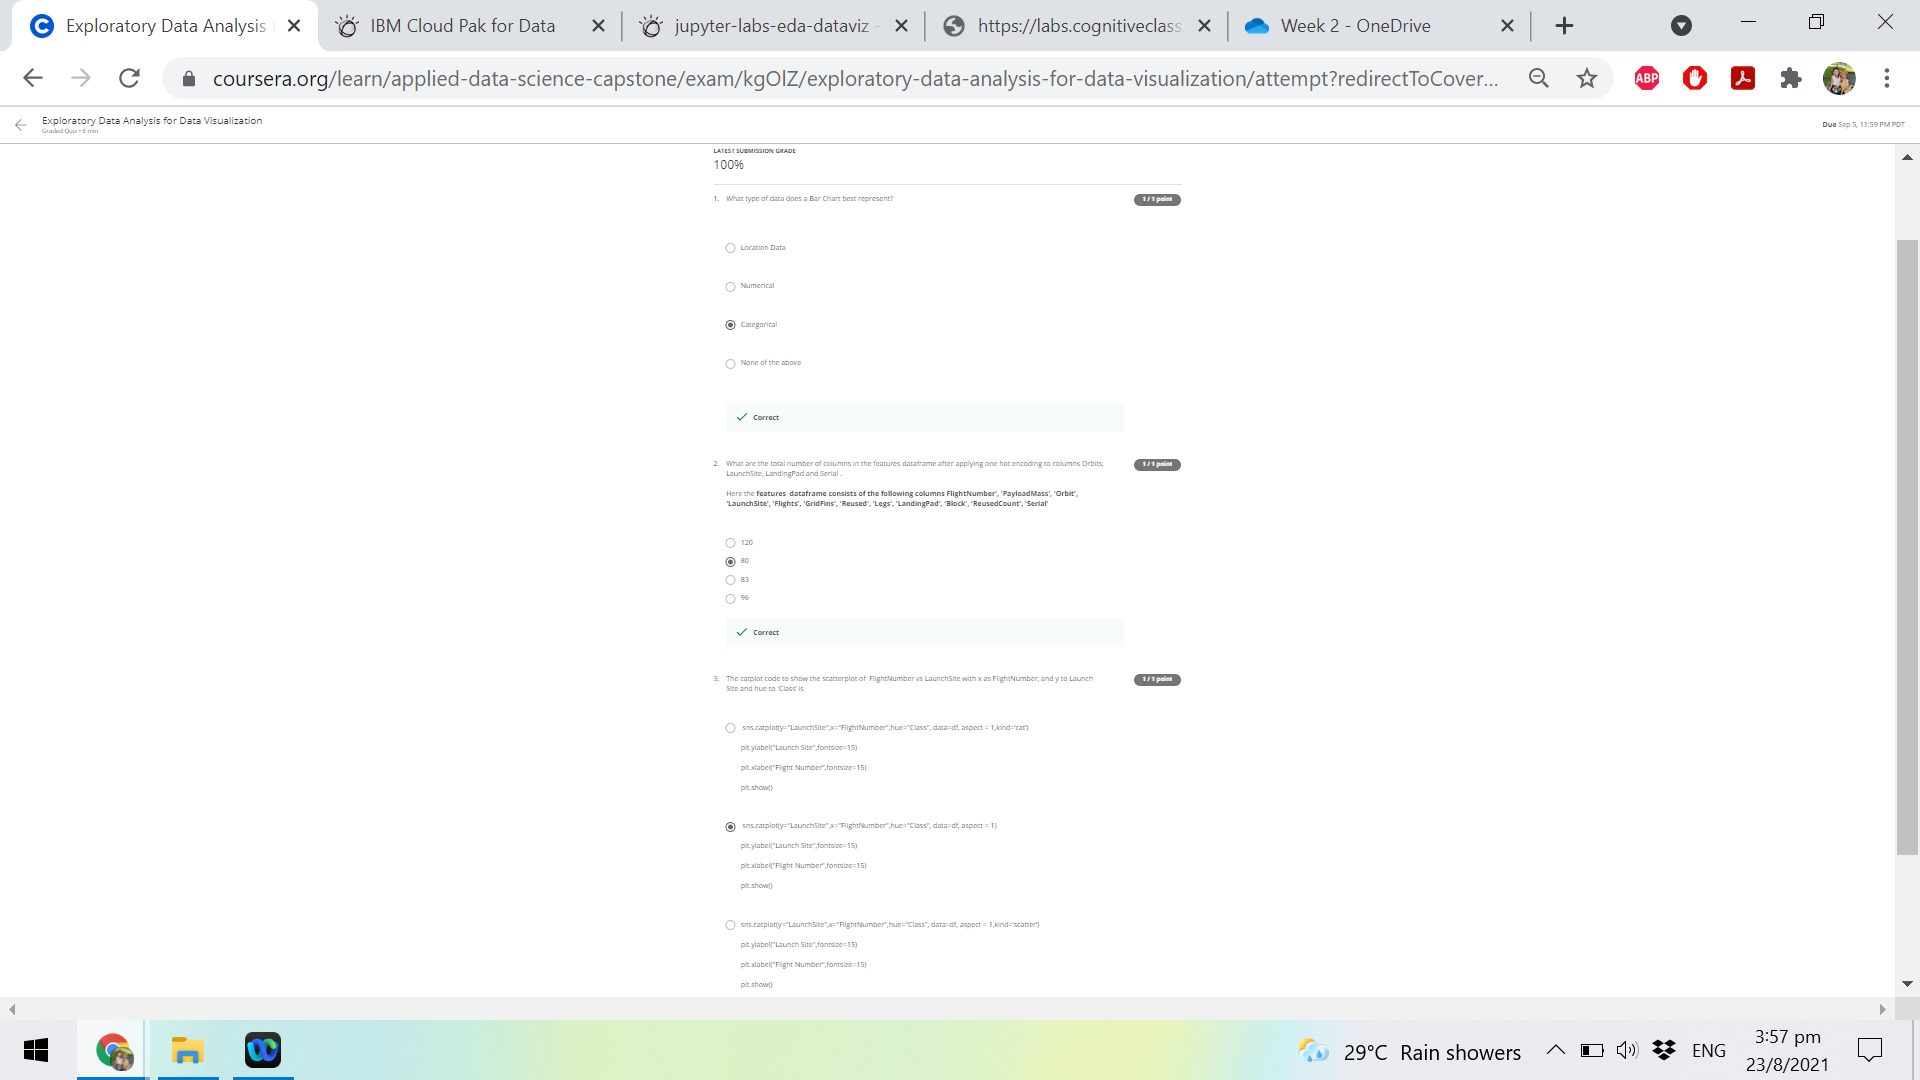 Exploratory Data Analysis
IBM Cloud Pak for Data
jupyter-labs-eda-dataviz -
https://labs.cognitiveclass
Week 2 - OneDrive
coursera.org/learn/applied-data-science-capstone/exam/kgOlZ/exploratory-data-analysis-for-data-visualization/attempt?redirectToCover...
ABP
Exploratory Data Analysis for Data Visualization
Graded Quiz • 6 min
Due Sep 5, 11:59 PM PDT
LATEST SUBMISSION GRADE
100%
1. What type of data does a Bar Chart best represent?
1 / 1 point
Location Data
Numerical
Categorical
None of the above
Correct
2. What are the total number of columns in the features dataframe after applying one hot encoding to columns Orbits,
LaunchSite, LandingPad and Serial .
1 / 1 point
Here the features dataframe consists of the following columns FlightNumber', 'PayloadMass', 'Orbit',
'LaunchSite', 'Flights', 'GridFins', 'Reused', 'Legs', 'LandingPad', 'Block', 'ReusedCount', 'Serial'
120
80
83
96
Correct
3. The catplot code to show the scatterplot of FlightNumber vs LaunchSite with x as FlightNumber, and y to Launch
Site and hue to 'Class' is
1 / 1 point
sns.catplot(y="LaunchSite",x="FlightNumber",hue="Class", data=df, aspect = 1,kind='cat')
plt.ylabel("Launch Site",fontsize=15)
plt.xlabel("Flight Number",fontsize=15)
plt.show()
sns.catplot(y="LaunchSite",x="FlightNumber",hue="Class", data=df, aspect = 1)
plt.ylabel("Launch Site",fontsize=15)
plt.xlabel("Flight Number",fontsize=15)
plt.show()
sns.catplot(y="LaunchSite",x="FlightNumber",hue="Class", data=df, aspect = 1,kind='scatter')
plt.ylabel("Launch Site",fontsize=15)
plt.xlabel("Flight Number",fontsize=15)
plt.show()
29°C Rain showers
ENG
3:57 pm
23/8/2021